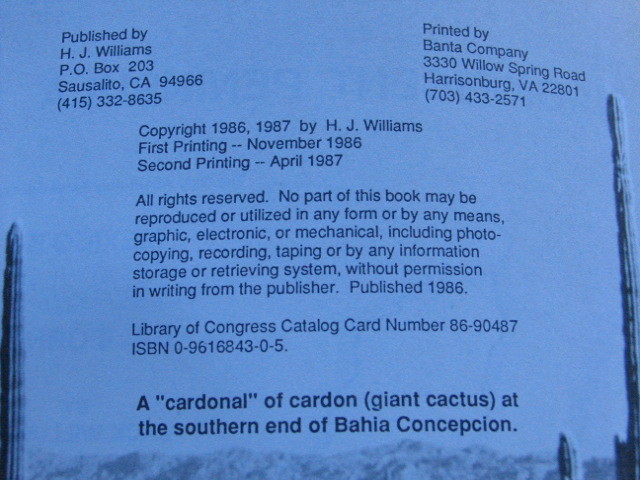 Published by
H. J. Williams
P.O. Box 203
Sausalito, CA 94966
(415) 332-8635
Printed by
Banta Company
3330 Willow Spring Road
Harrisonburg, VA 22801
(703) 433-2571
Copyright 1986, 1987 by H. J. Williams
First Printing -- November 1986
Second Printing -- April 1987
All rights reserved. No part of this book may be
reproduced or utilized in any form or by any means,
graphic, electronic, or mechanical, including photo-
copying, recording, taping or by any information
storage or retrieving system, without permission
in writing from the publisher. Published 1986.
Library of Congress Catalog Card Number 86-90487
ISBN 0-9616843-0-5.
A "cardonal" of cardon (giant cactus) at
the southern end of Bahia Concepcion.